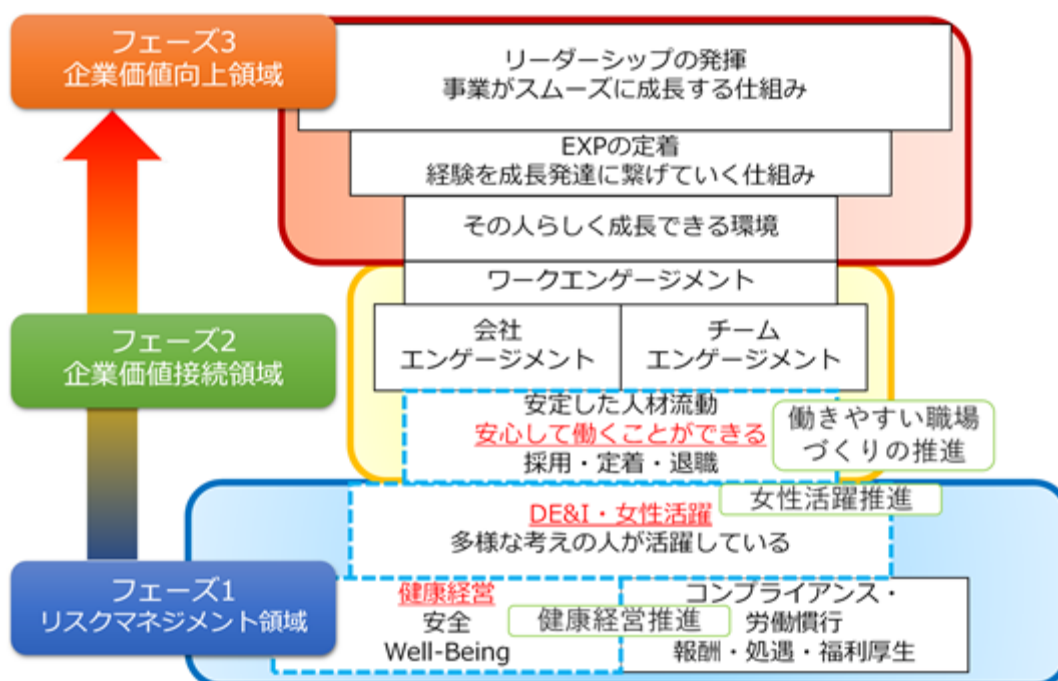 フェーズ3
企業価値向上領域
リーダーシップの発揮
事業がスムーズに成長する仕組み
EXPの定着
経験を成長発達に繋げていく仕組み
その人らしく成長できる環境
フェーズ2
企業価値接続領域
ワークエンゲージメント
会社
エンゲージメント
チーム
エンゲージメント
安定した人材流動
安心して働くことができる
採用・定着・退職
働きやすい職場
づくりの推進
フェーズ1
リスクマネジメント領域
女性活躍推進
DE&I・女性活躍
多様な考えの人が活躍している
健康経営
安全
Well-Being
健康経営推進
コンプライアンス・
労働慣行
報酬・処遇・福利厚生